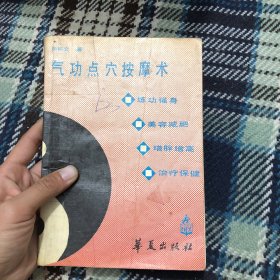 著
气功点穴按摩术
练功强身
美容减肥
增胖增高
治疗保健
华夏出版社